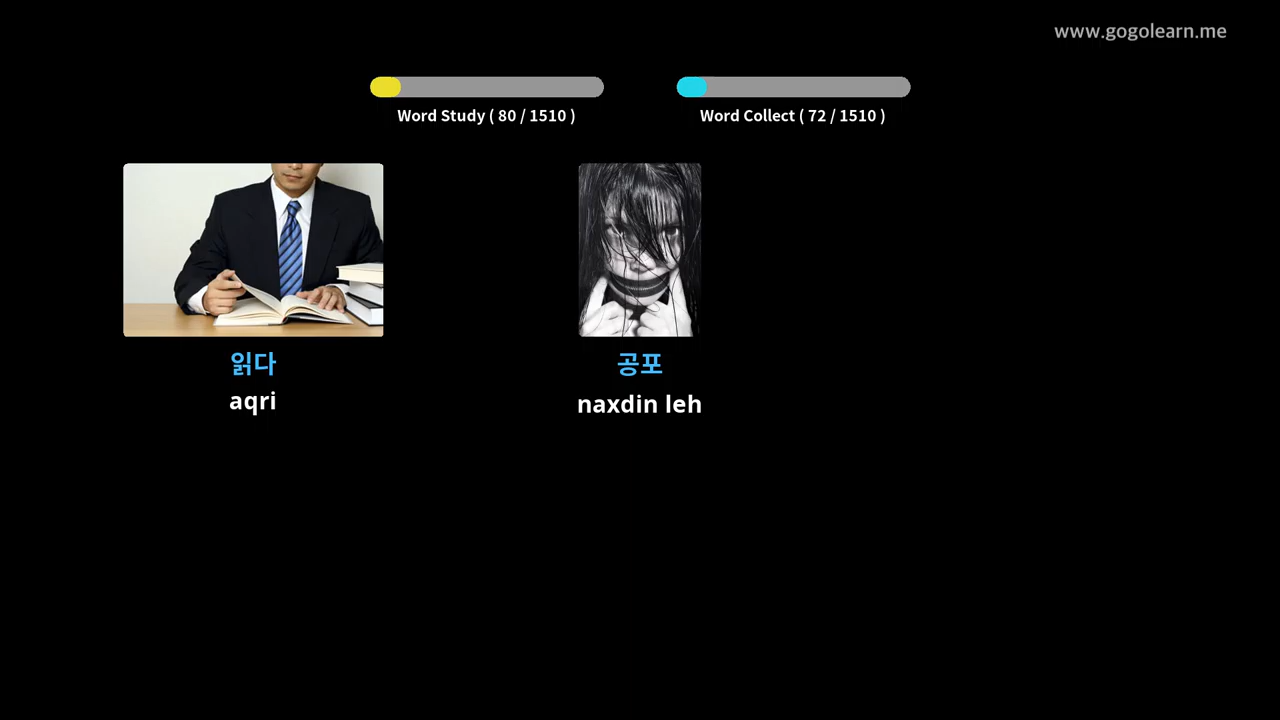 www.gogolearn.me
Word Study ( 80 / 1510 )
Word Collect ( 72 / 1510 )
읽다
aqri
공포
naxdin leh